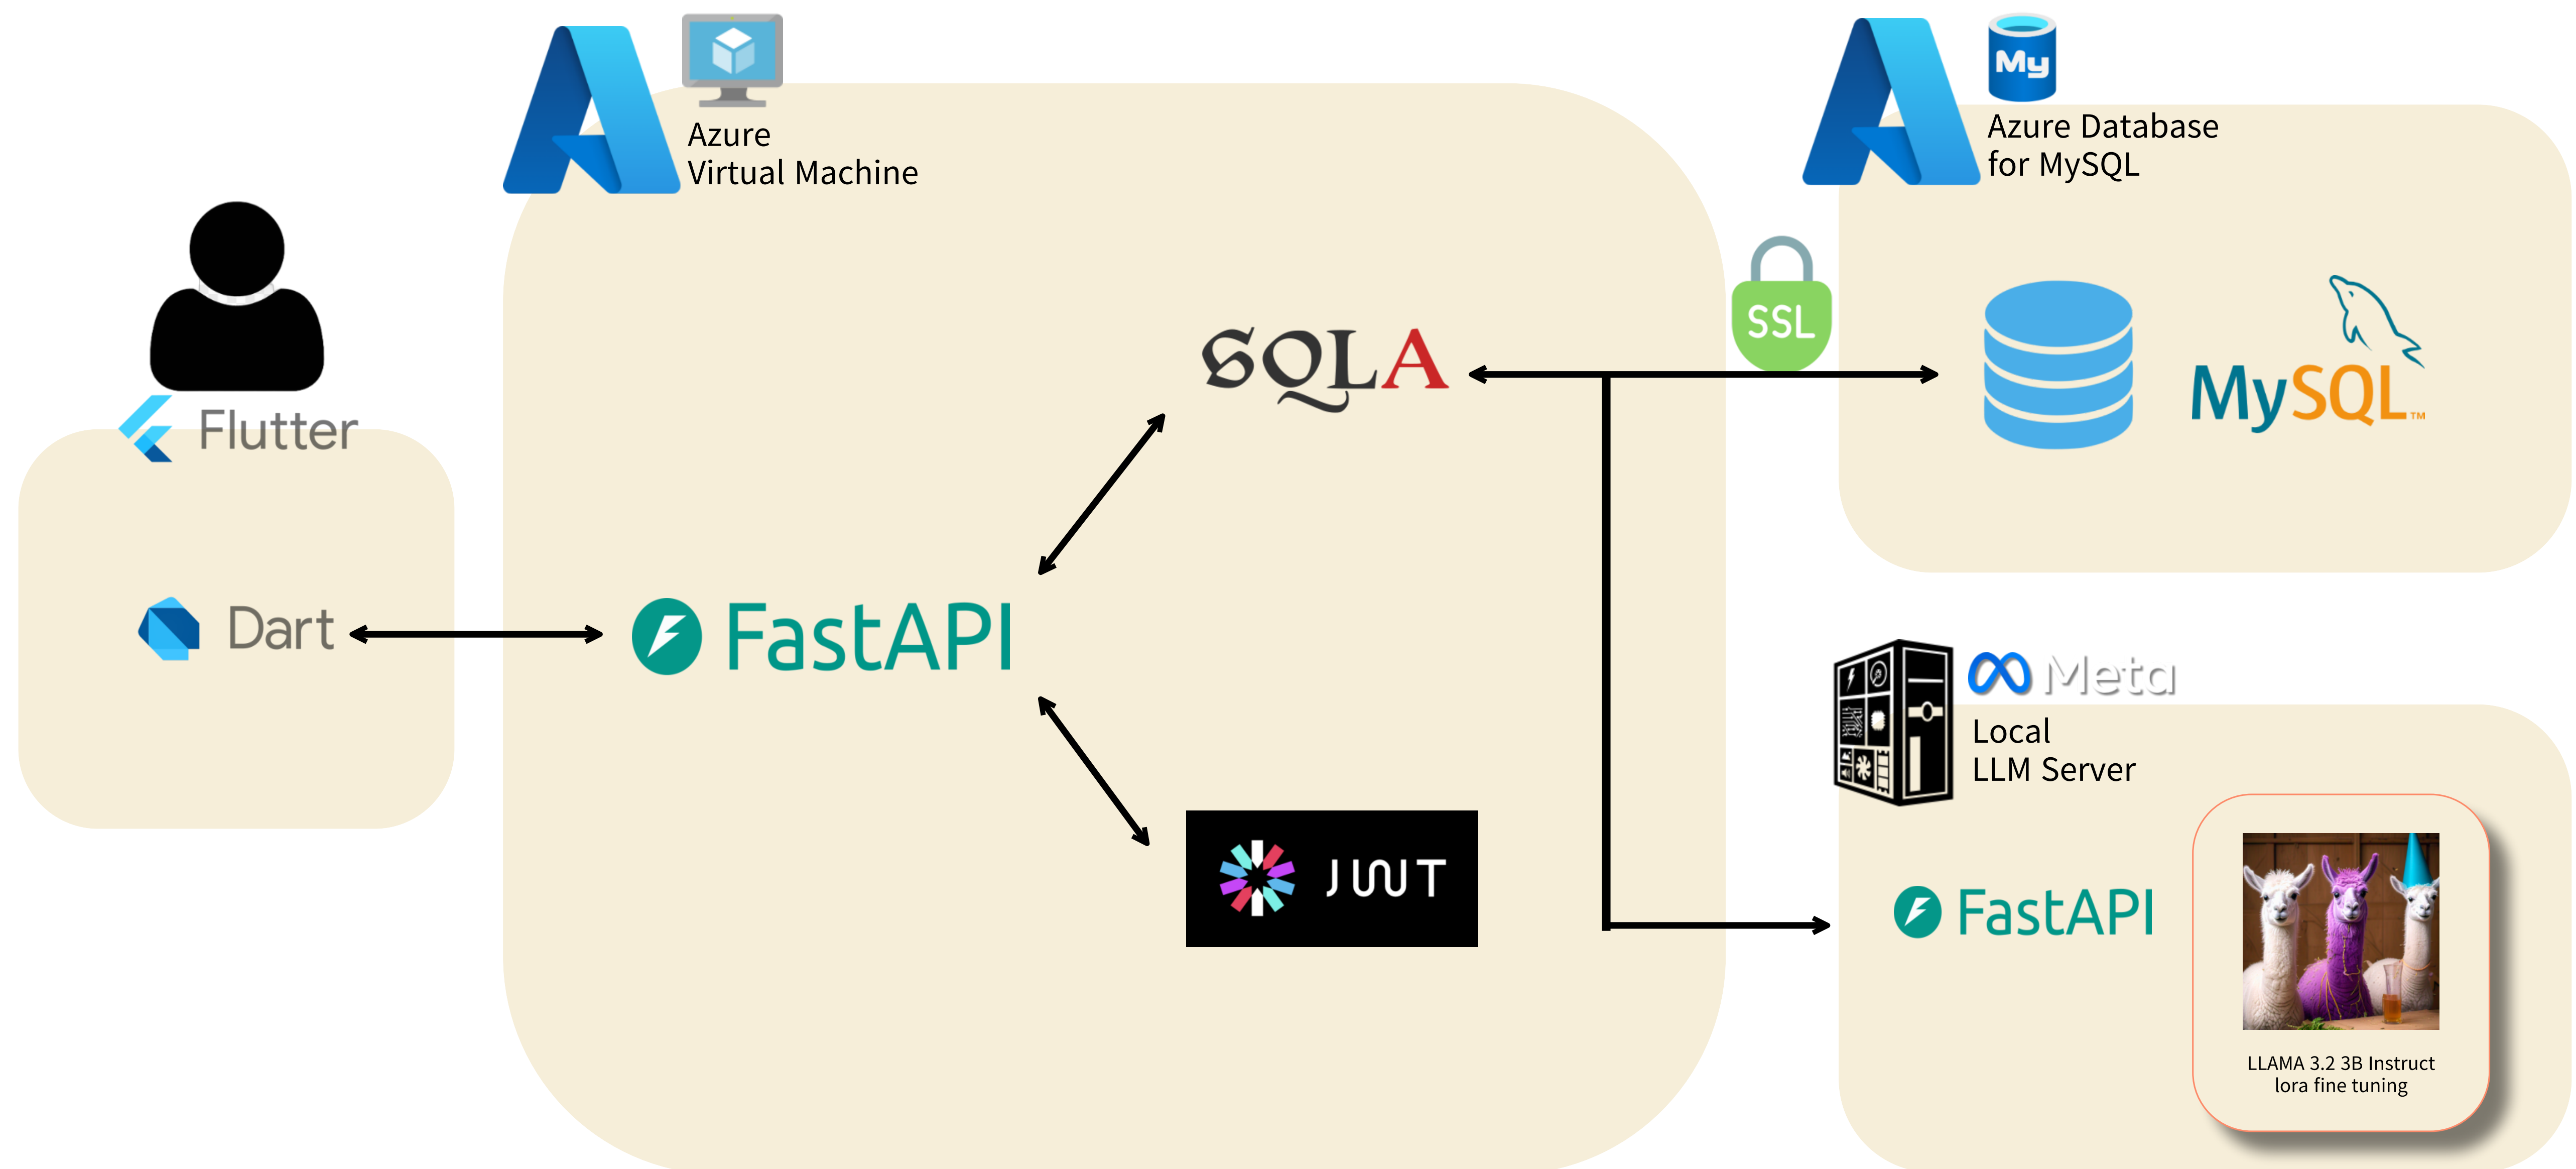 Azure
Virtual Machine
My
Azure Database
for MySQL
Flutter
Dart
FastAPI
SQLA
JWT
SSL
MySQL™
Meta
Local
LLM Server
FastAPI
LLAMA 3.2 3B Instruct
lora fine tuning